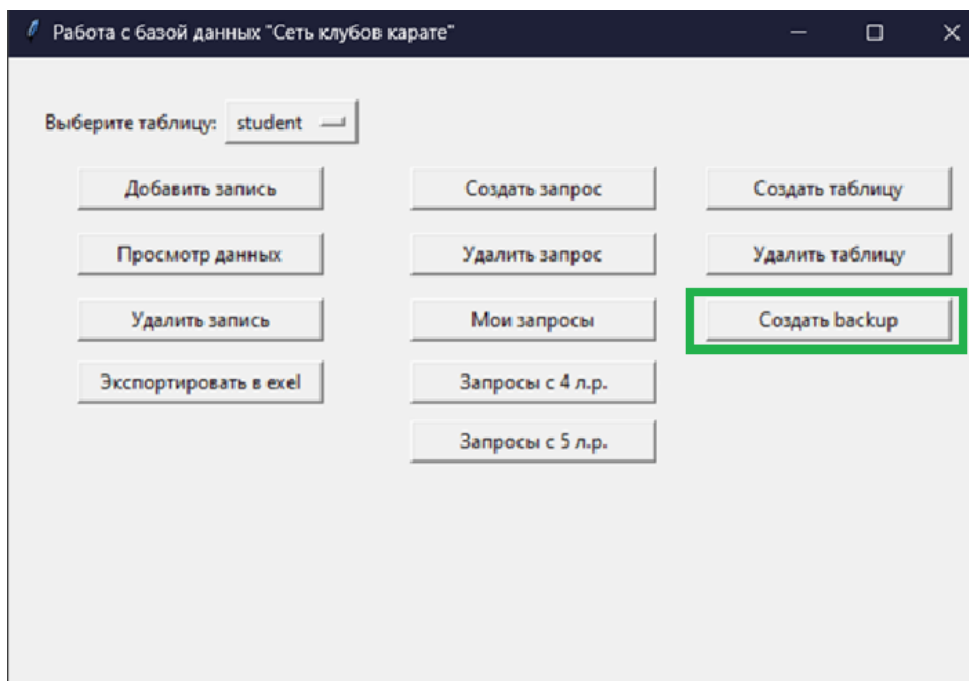 Работа с базой данных "Сеть клубов карате"
Выберите таблицу: student
Добавить запись Создать запрос Создать таблицу
Просмотр данных Удалить запрос Удалить таблицу
Удалить запись Мои запросы Создать backup
Экспортировать в exel Запросы с 4 л.р.
Запросы с 5 л.р.